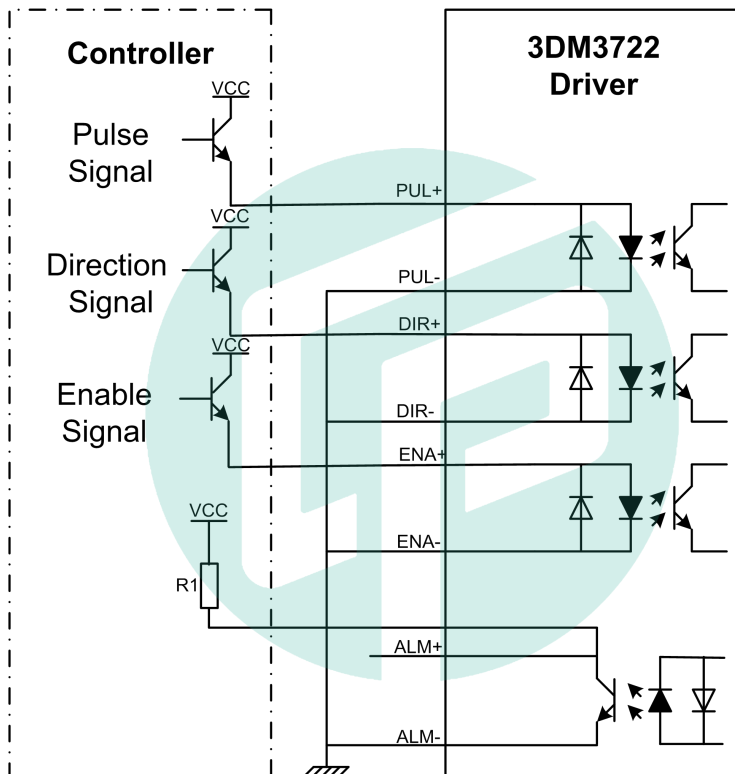 Controller
3DM3722
Driver
VCC
Pulse
Signal
PUL+
VCC
Direction
Signal
PUL-
DIR+
VCC
Enable
Signal
DIR-
ENA+
VCC
ENA-
R1
ALM+
ALM-